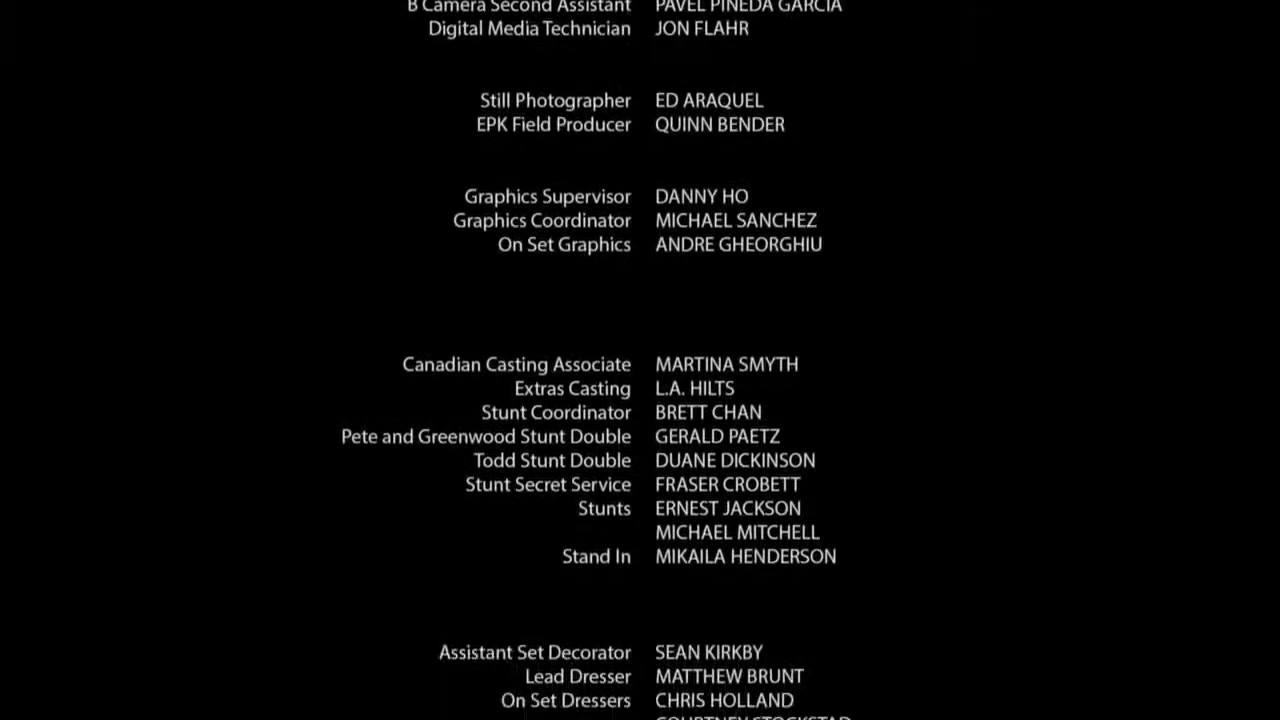 B Camera Second Assistant PAVEL PINEDA GARCIA
Digital Media Technician JON FLAHR
Still Photographer ED ARAQUEL
EPK Field Producer QUINN BENDER
Graphics Supervisor DANNY HO
Graphics Coordinator MICHAEL SANCHEZ
On Set Graphics ANDRE GHEORGHIU
Canadian Casting Associate MARTINA SMYTH
Extras Casting L.A. HILTS
Stunt Coordinator BRETT CHAN
Pete and Greenwood Stunt Double GERALD PAETZ
Todd Stunt Double DUANE DICKINSON
Stunt Secret Service FRASER CROBETT
Stunts ERNEST JACKSON
MICHAEL MITCHELL
Stand In MIKAILA HENDERSON
Assistant Set Decorator SEAN KIRKBY
Lead Dresser MATTHEW BRUNT
On Set Dressers CHRIS HOLLAND
COURTNEY STOCKSTAD